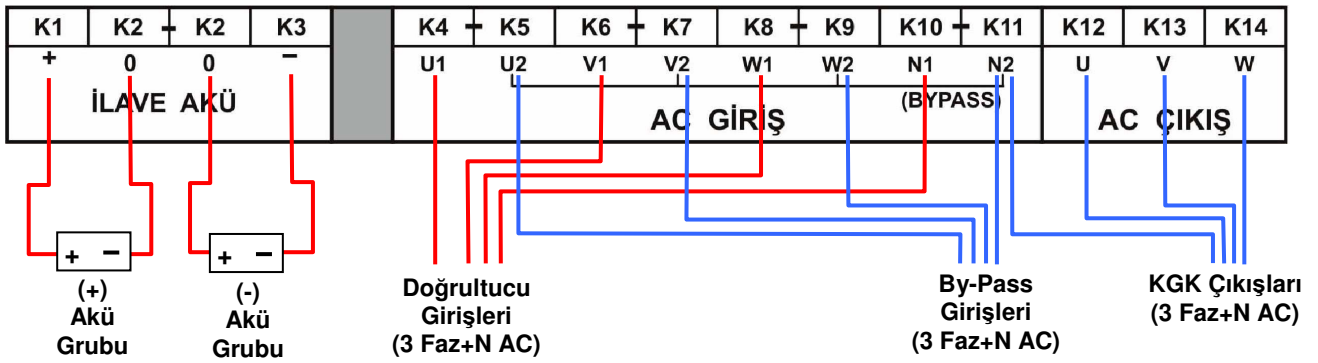 K1 K2 - K2 K3 K4 - K5 K6 - K7 K8 - K9 K10 - K11 K12 K13 K14
+ 0 0 - U1 U2 V1 V2 W1 W2 N1 N2 U V W
İLAVE AKÜ AC GİRİŞ (BYPASS) AC ÇIKIŞ
+ - + -
(+)
Akü
Grubu
(-)
Akü
Grubu
Doğrultucu
Girişleri
(3 Faz+N AC)
By-Pass
Girişleri
(3 Faz+N AC)
KGK Çıkışları
(3 Faz+N AC)